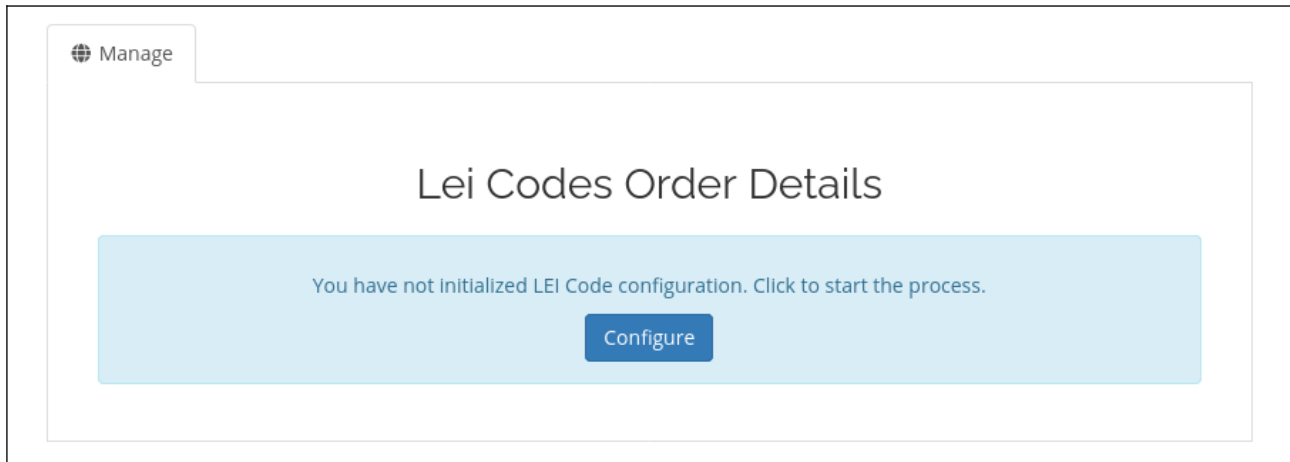 Manage
Lei Codes Order Details
You have not initialized LEI Code configuration. Click to start the process.
Configure